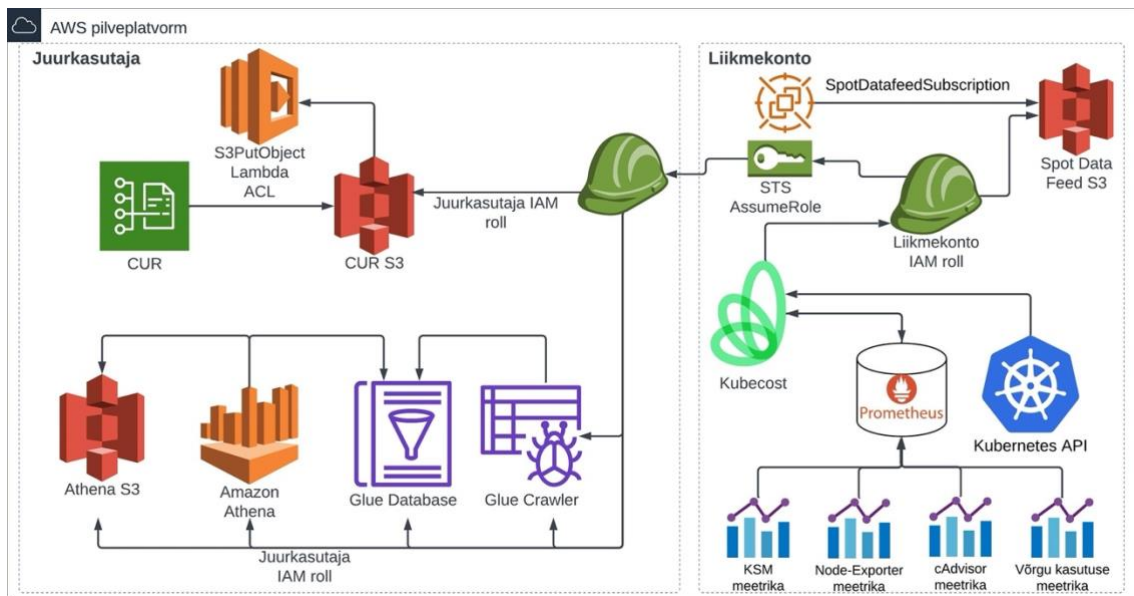 AWS pilveplatvorm
Juurkasutaja
S3PutObject
Lambda
ACL
CUR
CUR S3
Juurkasutaja IAM
roll
Athena S3
Amazon
Athena
Glue Database
Glue Crawler
Juurkasutaja
IAM roll
Liikmekonto
SpotDatafeedSubscription
Spot Data
Feed S3
STS
AssumeRole
Liikmekonto
IAM roll
Kubecost
Prometheus
Kubernetes API
KSM
meetrika
Node-Exporter
meetrika
cAdvisor
meetrika
Võrgu kasutuse
meetrika